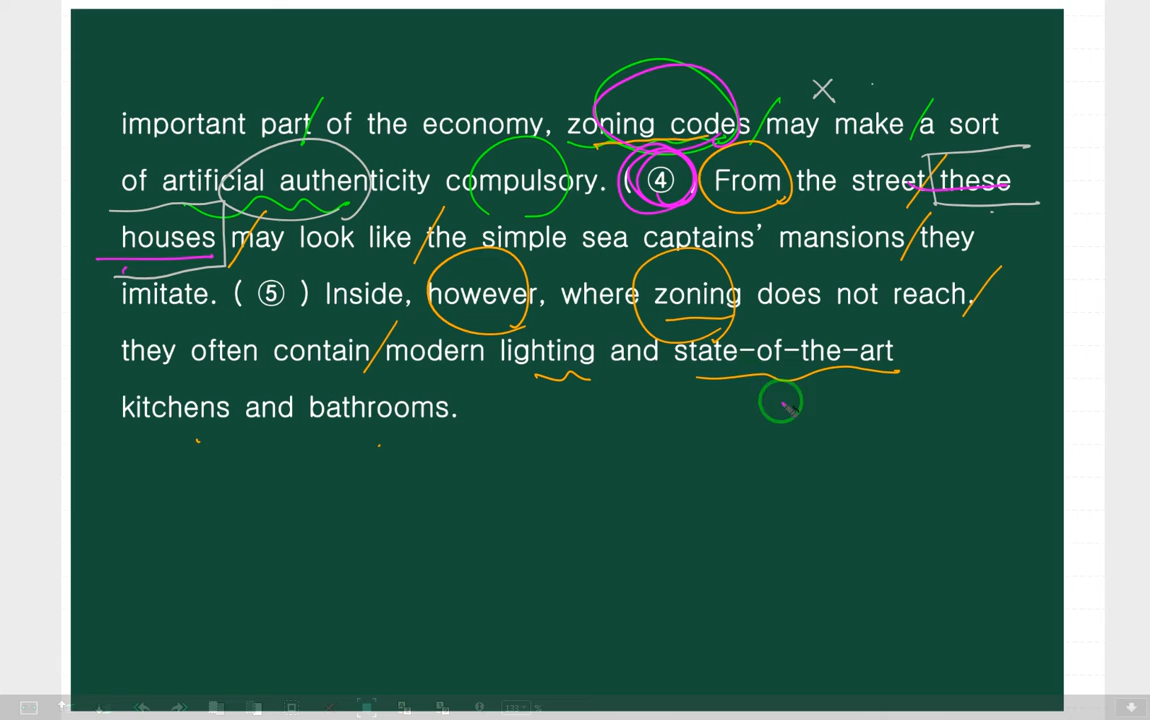 important part of the economy, zoning codes may make a sort
of artificial authenticity compulsory. ( ④ ) From the street these
houses may look like the simple sea captains’ mansions they
imitate. ( ⑤ ) Inside, however, where zoning does not reach,
they often contain modern lighting and state-of-the-art
kitchens and bathrooms.
133 %